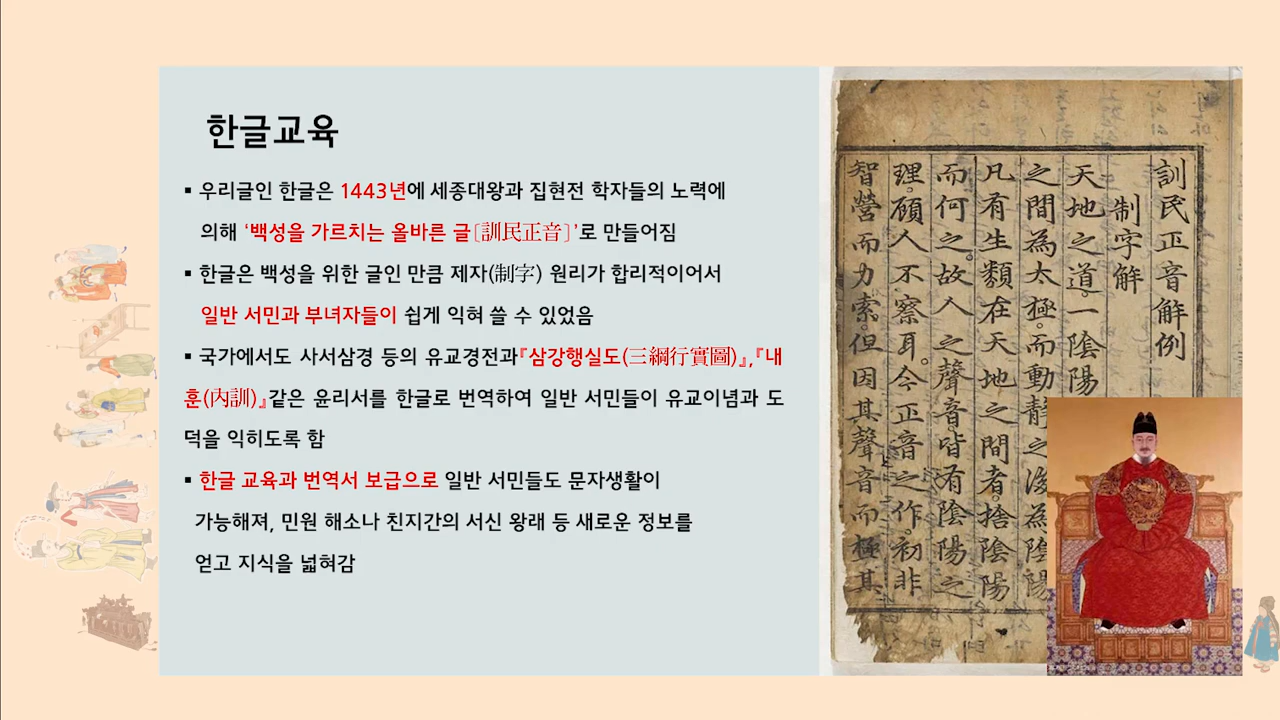 한글교육
▪ 우리글인 한글은 1443년에 세종대왕과 집현전 학자들의 노력에
의해 ‘백성을 가르치는 올바른 글〔訓民正音〕’로 만들어짐
▪ 한글은 백성을 위한 글인 만큼 제자(制字) 원리가 합리적이어서
일반 서민과 부녀자들이 쉽게 익혀 쓸 수 있었음
▪ 국가에서도 사서삼경 등의 유교경전과『삼강행실도(三綱行實圖)』,『내
훈(內訓)』같은 윤리서를 한글로 번역하여 일반 서민들이 유교이념과 도
덕을 익히도록 함
▪ 한글 교육과 번역서 보급으로 일반 서민들도 문자생활이
가능해져, 민원 해소나 친지간의 서신 왕래 등 새로운 정보를
얻고 지식을 넓혀감
訓民正音解例
制字解
天地之道。一陰陽
之間為太極。而動靜之後為陰陽
凡有生類在天地之間者。捨陰陽
而何之。故人之聲音皆有陰陽之
理。顧人不察耳。今正音之作初非
智營而力索。但因其聲音而極其